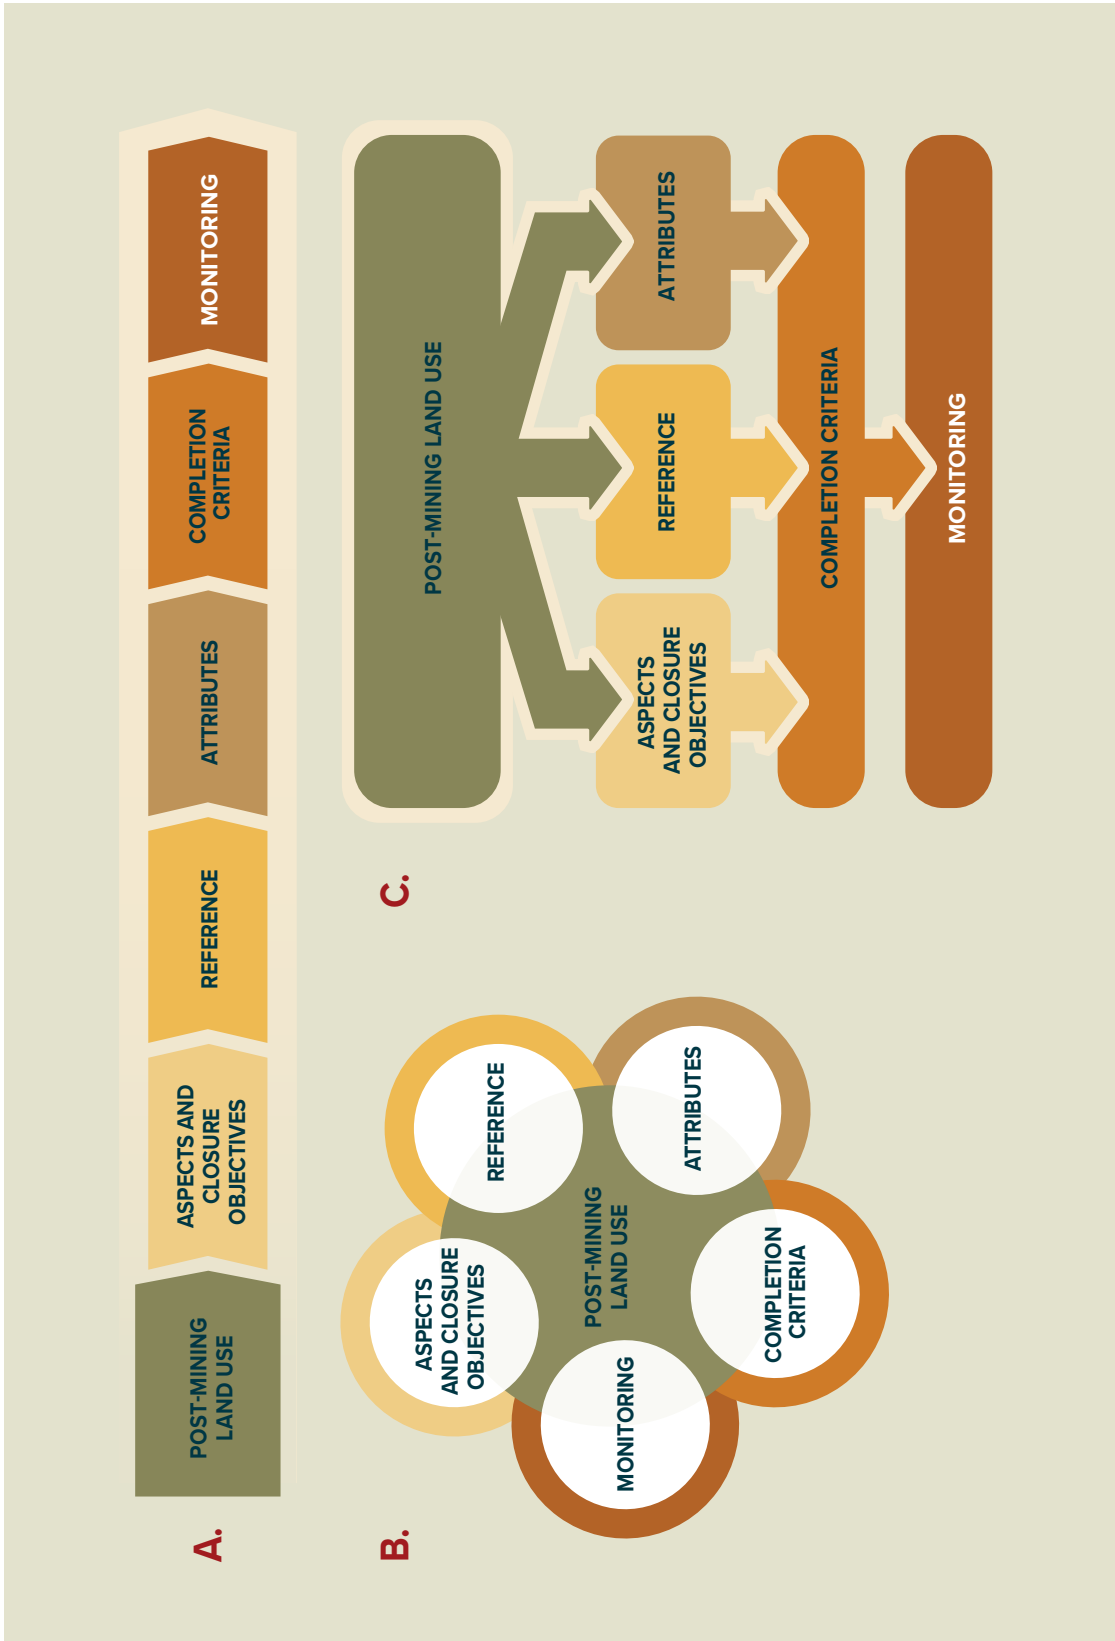 A.
POST-MINING
LAND USE
ASPECTS AND
CLOSURE
OBJECTIVES
REFERENCE
ATTRIBUTES
COMPLETION
CRITERIA
MONITORING
B.
ASPECTS
AND CLOSURE
OBJECTIVES
REFERENCE
MONITORING
POST-MINING
LAND USE
ATTRIBUTES
COMPLETION
CRITERIA
C.
POST-MINING LAND USE
ASPECTS
AND CLOSURE
OBJECTIVES
REFERENCE
ATTRIBUTES
COMPLETION CRITERIA
MONITORING